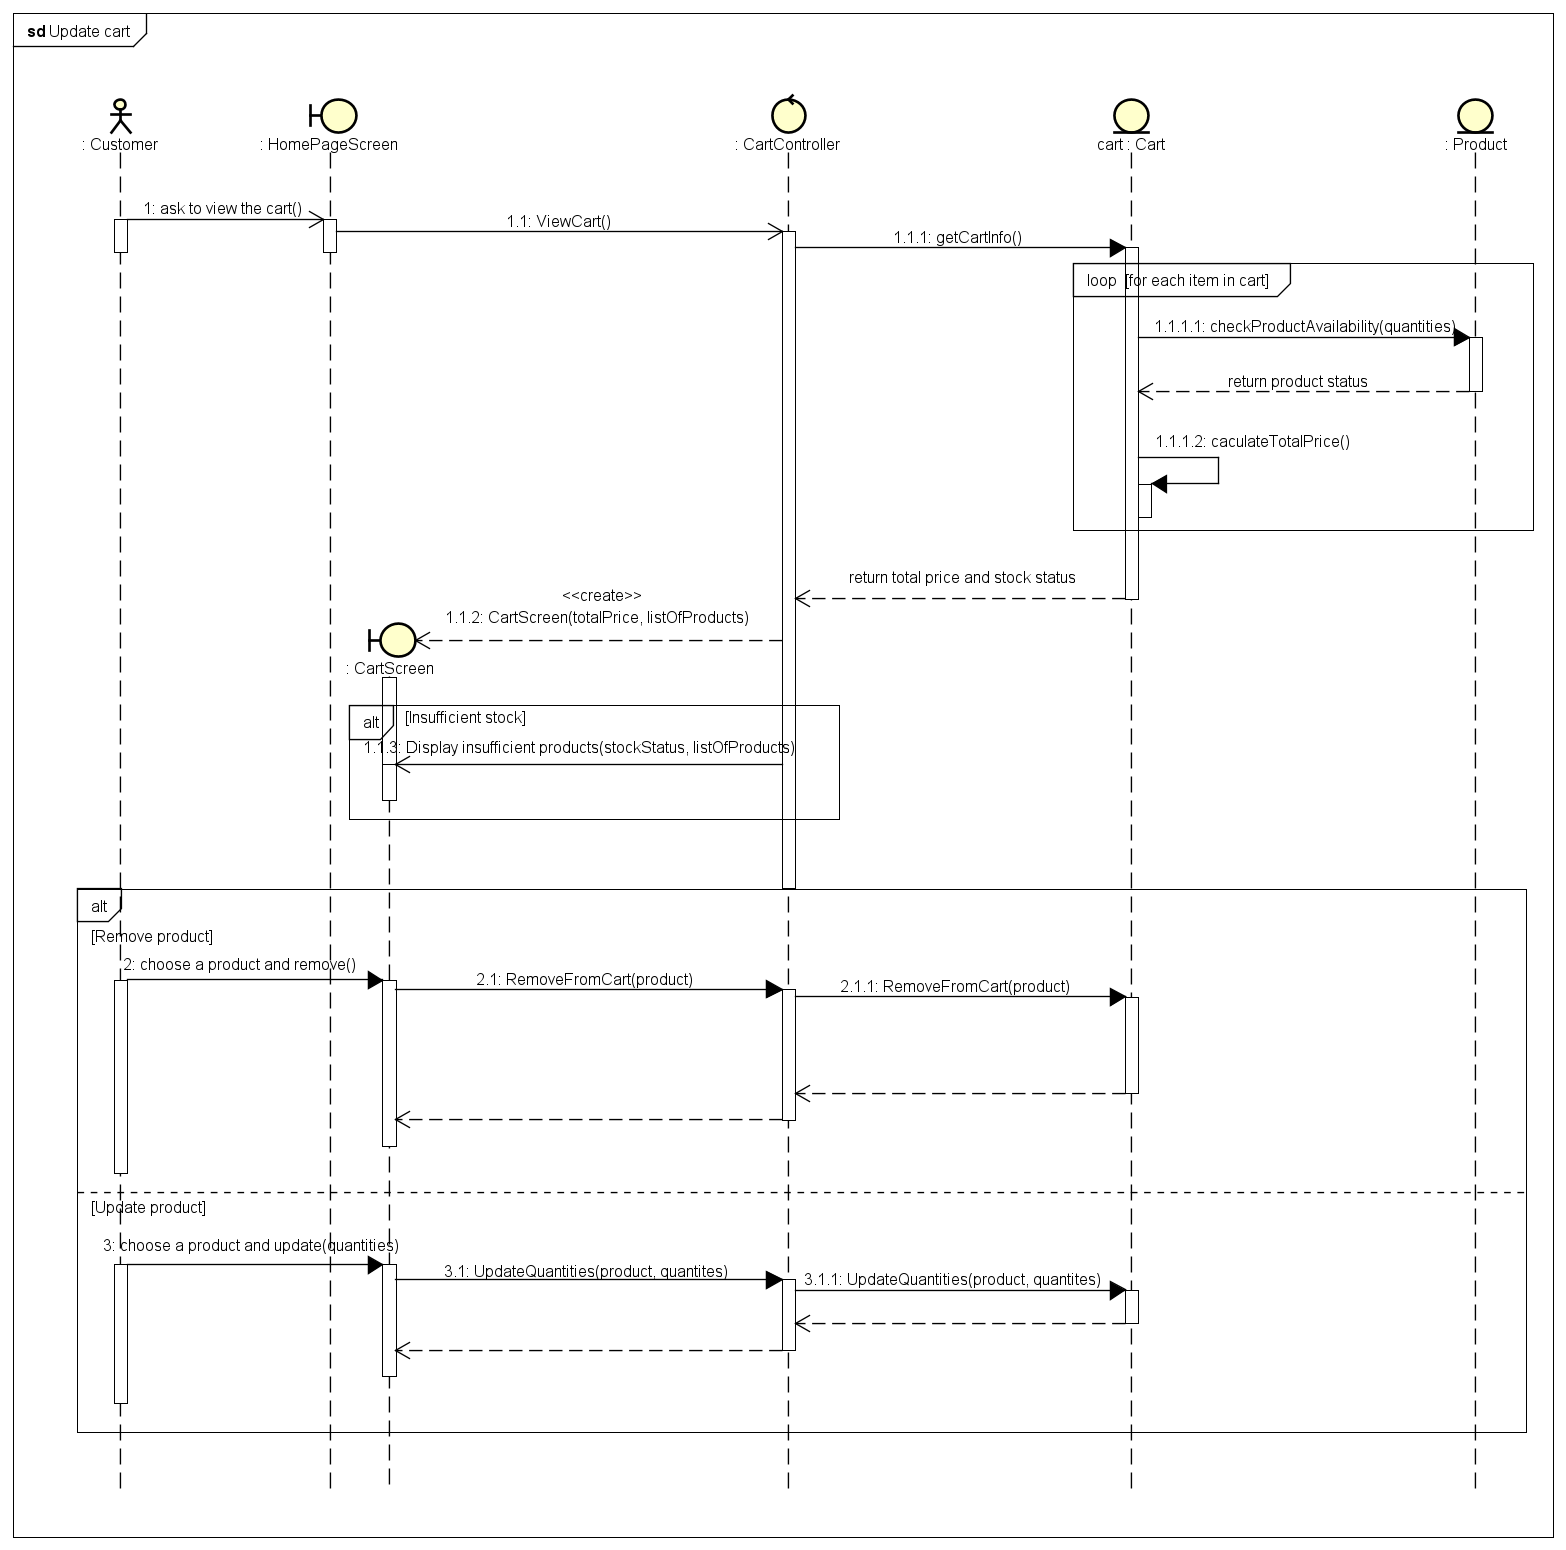 sd Update cart
: Customer
: HomePageScreen
: CartController
cart : Cart
: Product
1: ask to view the cart()
1.1: ViewCart()
1.1.1: getCartInfo()
loop [for each item in cart]
1.1.1.1: checkProductAvailability(quantities)
return product status
1.1.1.2: caculateTotalPrice()
return total price and stock status
<<create>>
1.1.2: CartScreen(totalPrice, listOfProducts)
: CartScreen
alt [Insufficient stock]
1.1.3: Display insufficient products(stockStatus, listOfProducts)
alt
[Remove product]
2: choose a product and remove()
2.1: RemoveFromCart(product)
2.1.1: RemoveFromCart(product)
[Update product]
3: choose a product and update(quantities)
3.1: UpdateQuantities(product, quantites)
3.1.1: UpdateQuantities(product, quantites)